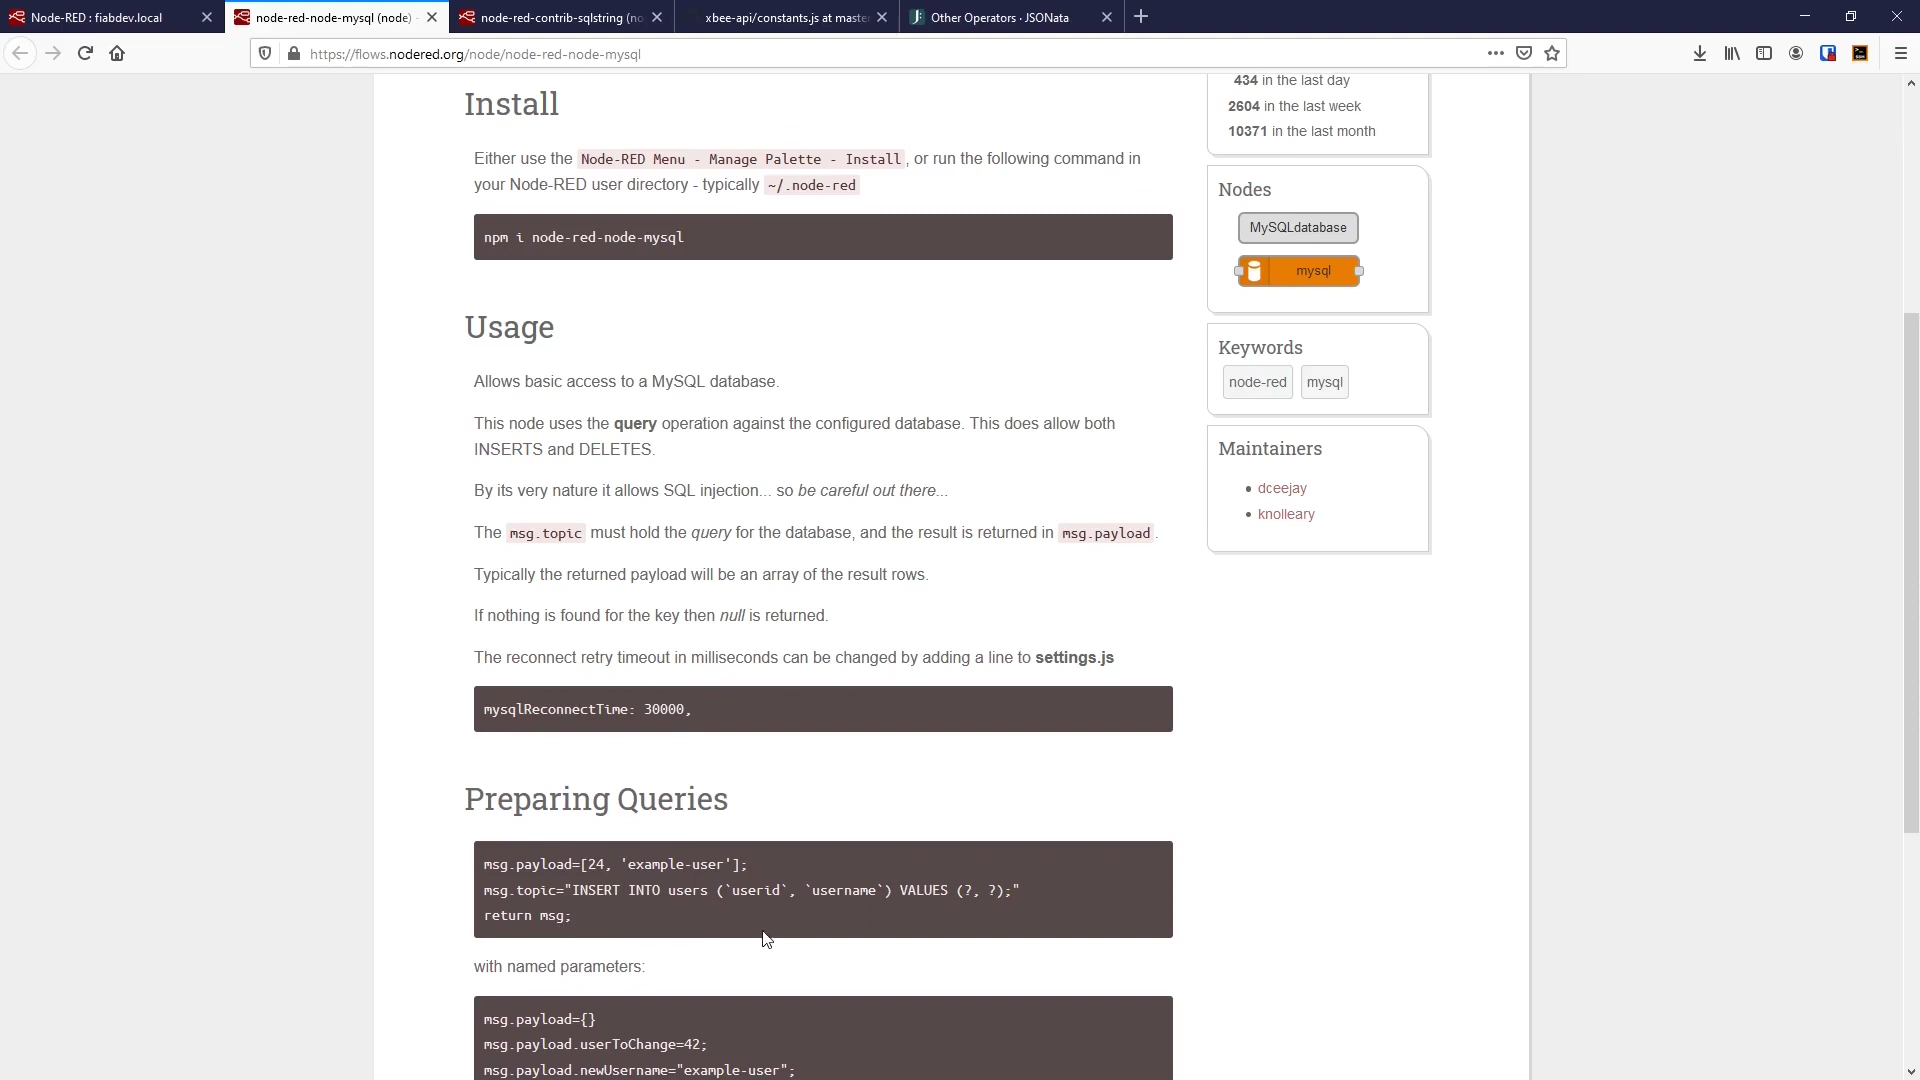 Node-RED : fiabdev.local
node-red-node-mysql (node) -
node-red-contrib-sqlstring (no
xbee-api/constants.js at maste
Other Operators · JSONata
https://flows.nodered.org/node/node-red-node-mysql
Install
Either use the Node-RED Menu - Manage Palette - Install, or run the following command in
your Node-RED user directory - typically ~/.node-red
npm i node-red-node-mysql
Usage
Allows basic access to a MySQL database.
This node uses the query operation against the configured database. This does allow both
INSERTS and DELETES.
By its very nature it allows SQL injection... so be careful out there...
The msg.topic must hold the query for the database, and the result is returned in msg.payload.
Typically the returned payload will be an array of the result rows.
If nothing is found for the key then null is returned.
The reconnect retry timeout in milliseconds can be changed by adding a line to settings.js
mysqlReconnectTime: 30000,
Preparing Queries
msg.payload=[24, 'example-user'];
msg.topic="INSERT INTO users (`userid`, `username`) VALUES (?, ?);"
return msg;
with named parameters:
msg.payload={}
msg.payload.userToChange=42;
msg.payload.newUsername="example-user";
434 in the last day
2604 in the last week
10371 in the last month
Nodes
MySQLdatabase
mysql
Keywords
node-red
mysql
Maintainers
dceejay
knolleary